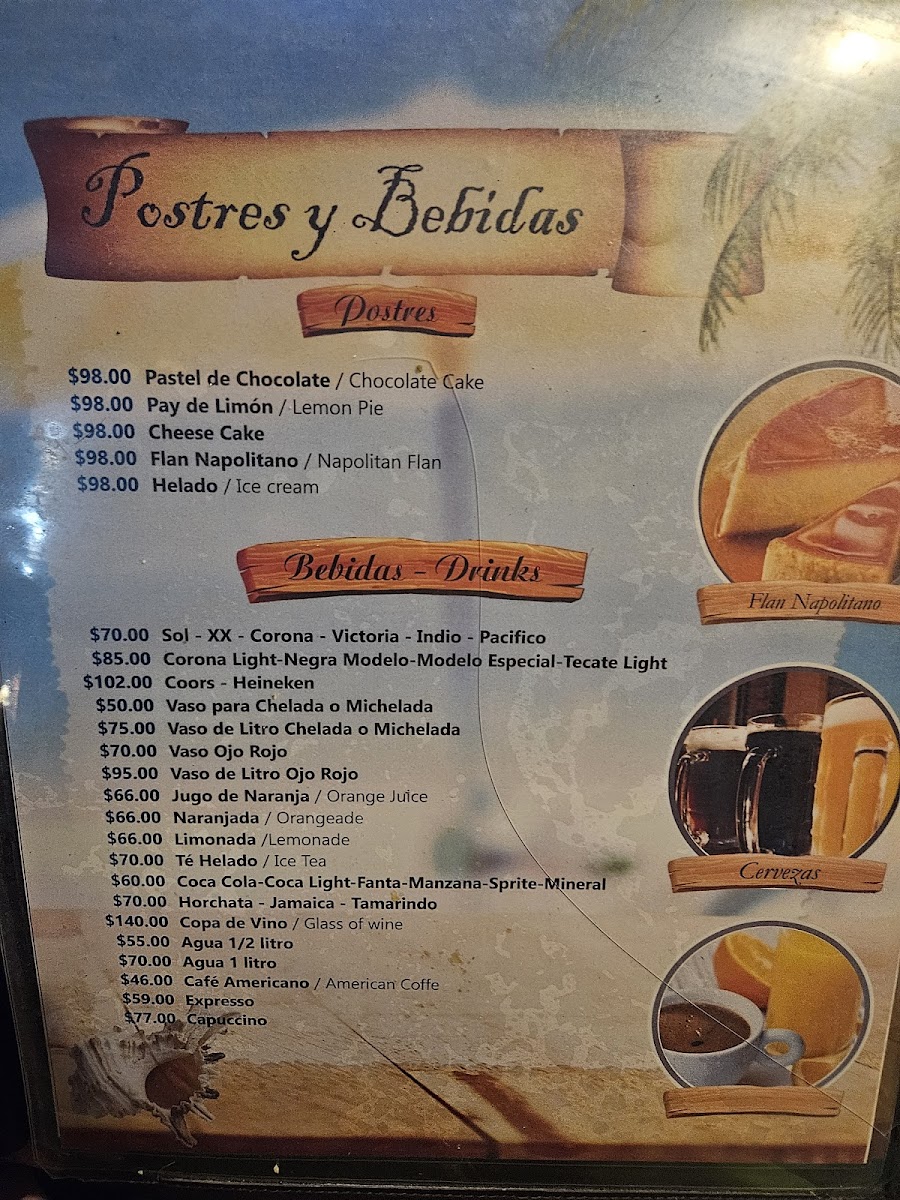 Postres y Bebidas
Postres
$98.00 Pastel de Chocolate / Chocolate Cake
$98.00 Pay de Limón / Lemon Pie
$98.00 Cheese Cake
$98.00 Flan Napolitano / Napolitan Flan
$98.00 Helado / Ice cream
Flan Napolitano
Bebidas - Drinks
$70.00 Sol - XX - Corona - Victoria - Indio - Pacifico
$85.00 Corona Light-Negra Modelo-Modelo Especial-Tecate Light
$102.00 Coors - Heineken
$50.00 Vaso para Chelada o Michelada
$75.00 Vaso de Litro Chelada o Michelada
$70.00 Vaso Ojo Rojo
$95.00 Vaso de Litro Ojo Rojo
$66.00 Jugo de Naranja / Orange Juice
$66.00 Naranjada / Orangeade
$66.00 Limonada /Lemonade
$70.00 Té Helado / Ice Tea
$60.00 Coca Cola-Coca Light-Fanta-Manzana-Sprite-Mineral
$70.00 Horchata - Jamaica - Tamarindo
$140.00 Copa de Vino / Glass of wine
$55.00 Agua 1/2 litro
$70.00 Agua 1 litro
$46.00 Café Americano / American Coffe
$59.00 Expresso
$77.00 Capuccino
Cervezas